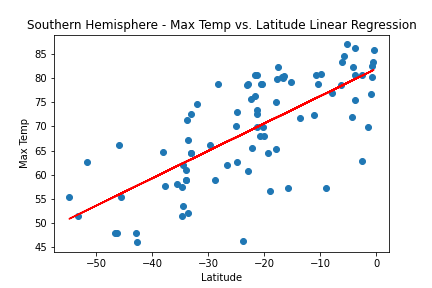 Southern Hemisphere - Max Temp vs. Latitude Linear Regression
85
80
75
70
65
60
55
50
45
Max Temp
−50 −40 −30 −20 −10 0
Latitude